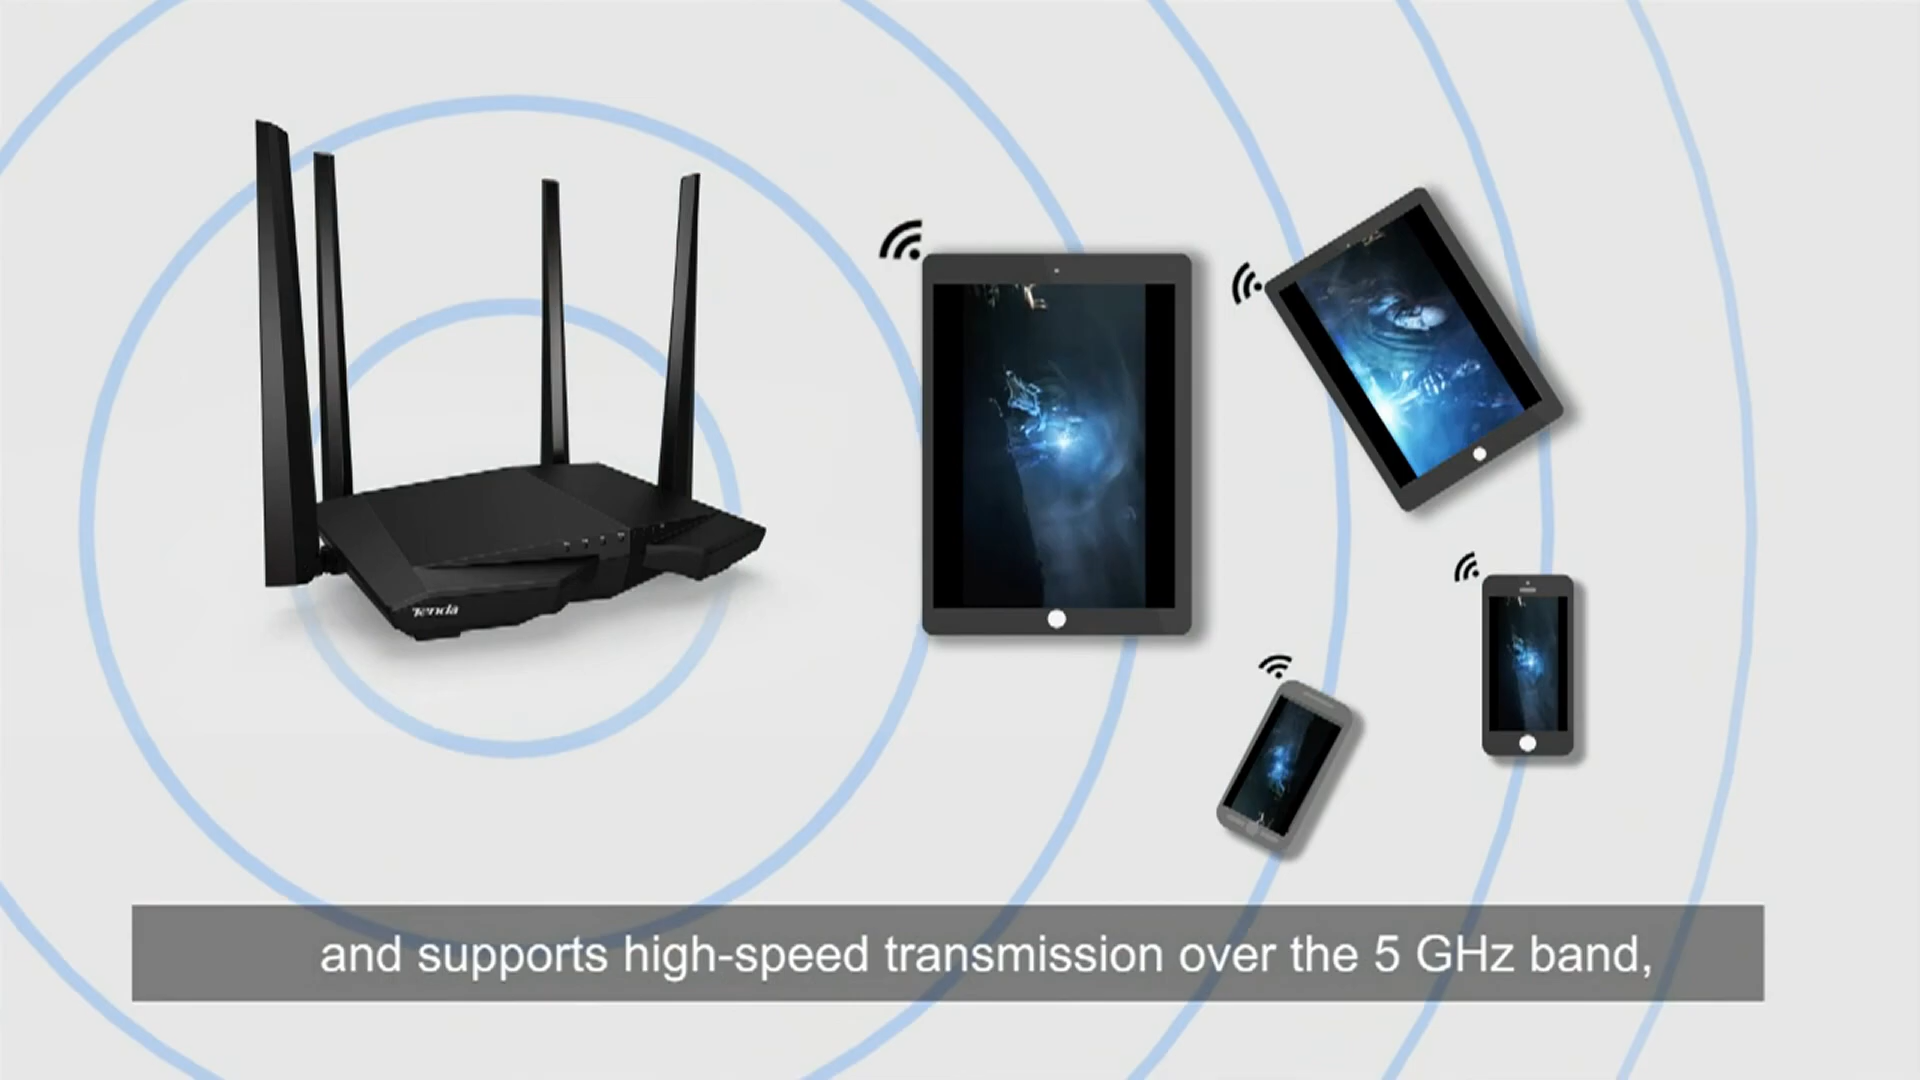 Tenda
and supports high-speed transmission over the 5 GHz band,